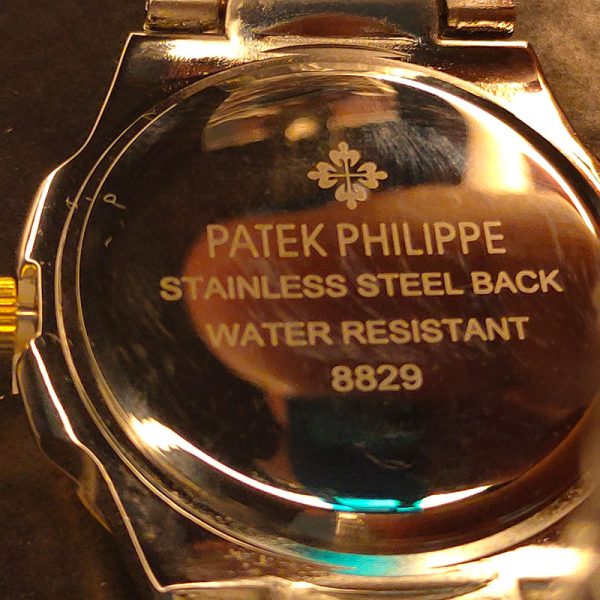 PATEK PHILIPPE
STAINLESS STEEL BACK
WATER RESISTANT
8829